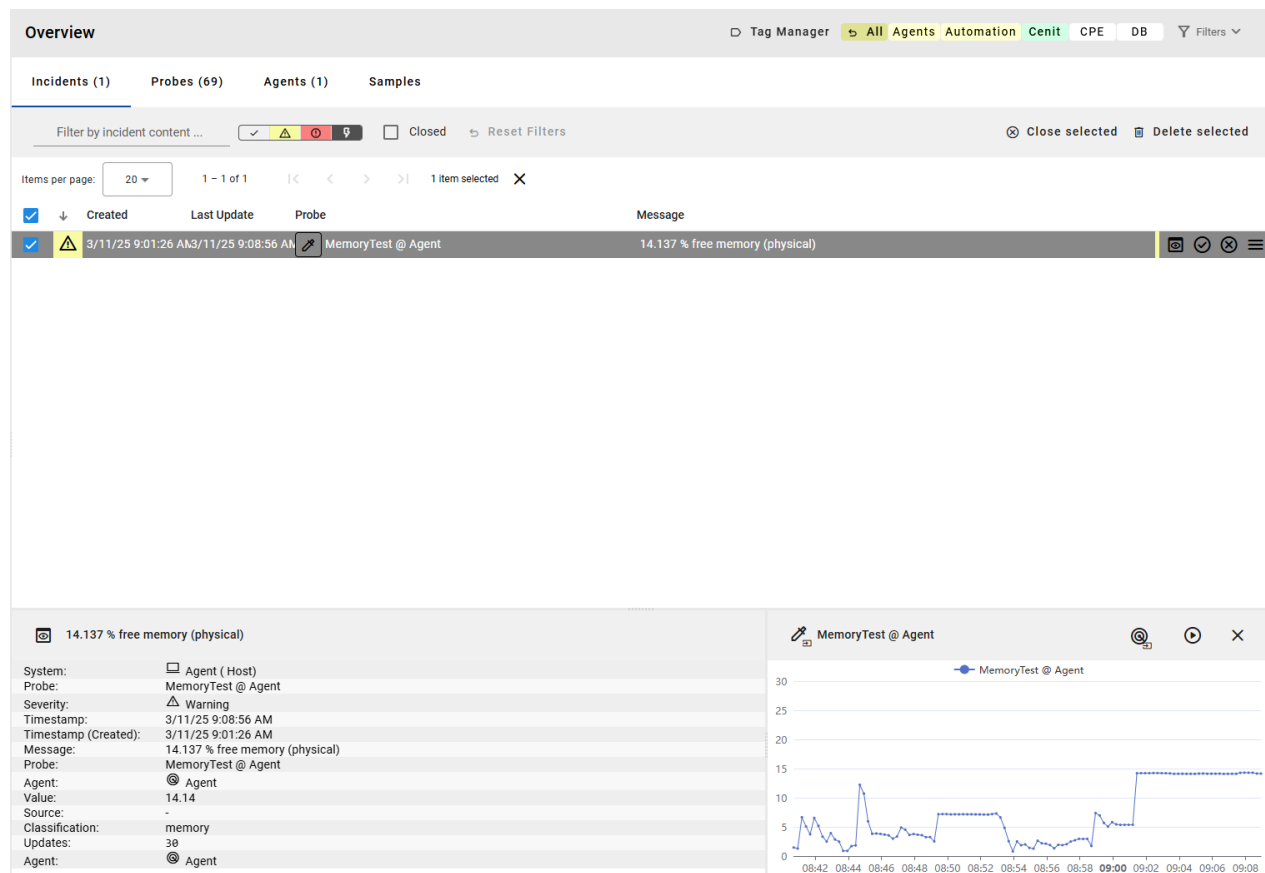 Overview Tag Manager All Agents Automation Cenit CPE DB Filters
Incidents (1) Probes (69) Agents (1) Samples
Filter by incident content ... Closed Reset Filters Close selected Delete selected
Items per page: 20 1 – 1 of 1 1 item selected
Created Last Update Probe Message
3/11/25 9:01:26 AM 3/11/25 9:08:56 AM MemoryTest @ Agent 14.137 % free memory (physical)
14.137 % free memory (physical)
System: Agent ( Host)
Probe: MemoryTest @ Agent
Severity: Warning
Timestamp: 3/11/25 9:08:56 AM
Timestamp (Created): 3/11/25 9:01:26 AM
Message: 14.137 % free memory (physical)
Probe: MemoryTest @ Agent
Agent: Agent
Value: 14.14
Source: -
Classification: memory
Updates: 30
Agent: Agent
MemoryTest @ Agent
MemoryTest @ Agent
30
25
20
15
10
5
0
08:42 08:44 08:46 08:48 08:50 08:52 08:54 08:56 08:58 09:00 09:02 09:04 09:06 09:08